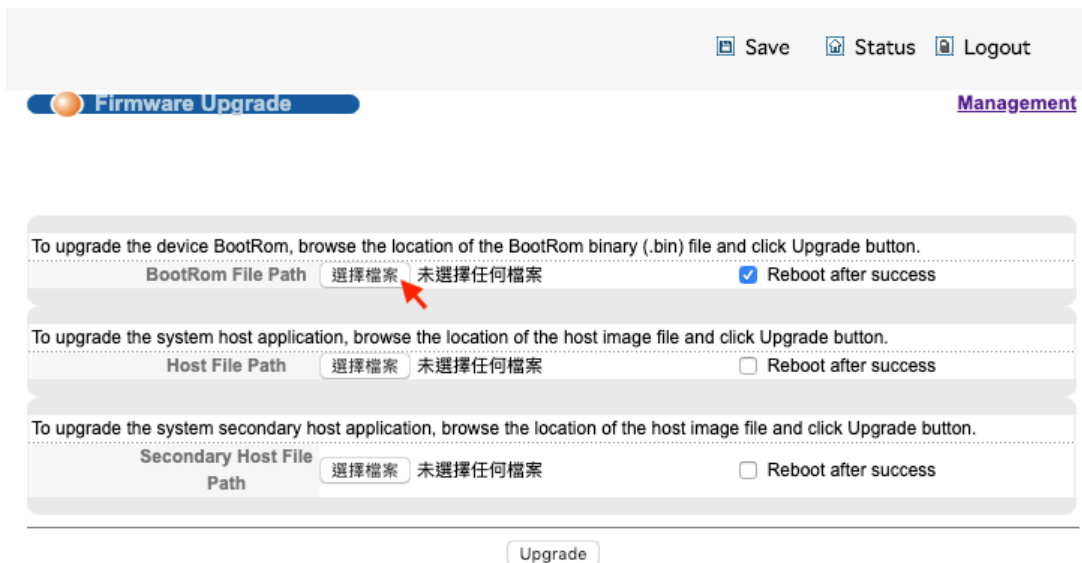 Save Status Logout
Firmware Upgrade Management
To upgrade the device BootRom, browse the location of the BootRom binary (.bin) file and click Upgrade button.
BootRom File Path 選擇檔案 未選擇任何檔案 Reboot after success
To upgrade the system host application, browse the location of the host image file and click Upgrade button.
Host File Path 選擇檔案 未選擇任何檔案 Reboot after success
To upgrade the system secondary host application, browse the location of the host image file and click Upgrade button.
Secondary Host File
Path 選擇檔案 未選擇任何檔案 Reboot after success
Upgrade